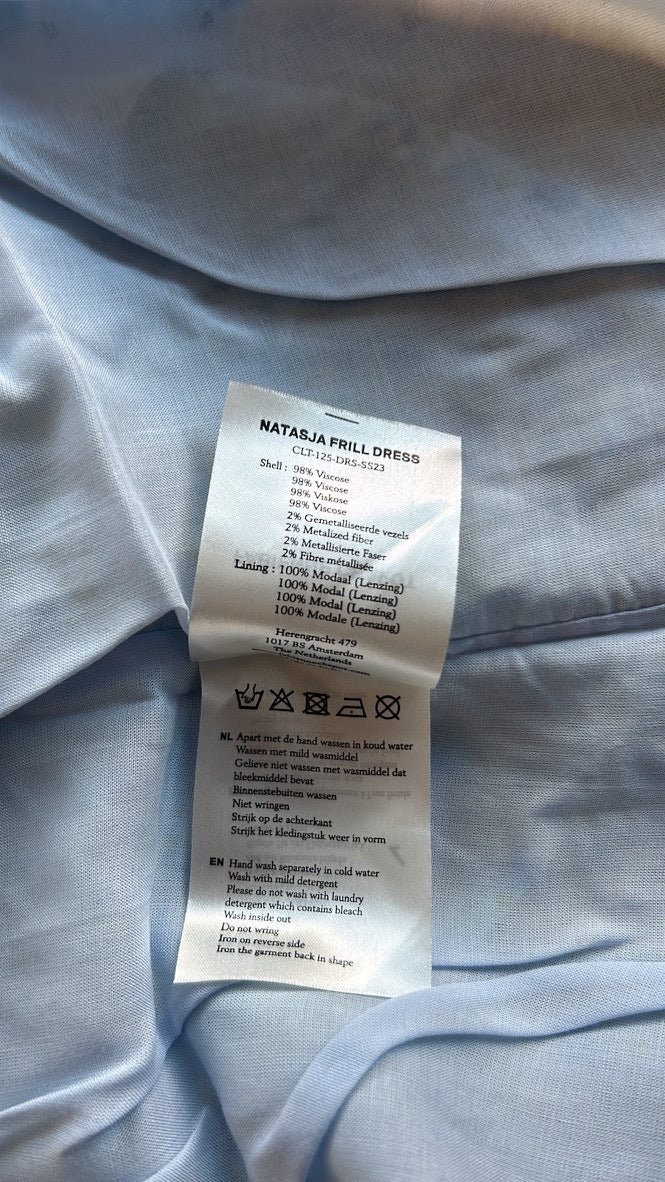 NATASJA FRILL DRESS
CLT-125-DRS-SS23
Shell : 98% Viscose
98% Viscose
98% Viskose
98% Viscose
2% Gemetalliseerde vezels
2% Metalized fiber
2% Metallisierte Faser
2% Fibre métallisée
Lining : 100% Modaal (Lenzing)
100% Modal (Lenzing)
100% Modal (Lenzing)
100% Modale (Lenzing)
Herengracht 479
1017 BS Amsterdam
The Netherlands
NL Apart met de hand wassen in koud water
Wassen met mild wasmiddel
Gelieve niet wassen met wasmiddel dat
bleekmiddel bevat
Binnenstebuiten wassen
Niet wringen
Strijk op de achterkant
Strijk het kledingstuk weer in vorm
EN Hand wash separately in cold water
Wash with mild detergent
Please do not wash with laundry
detergent which contains bleach
Wash inside out
Do not wring
Iron on reverse side
Iron the garment back in shape